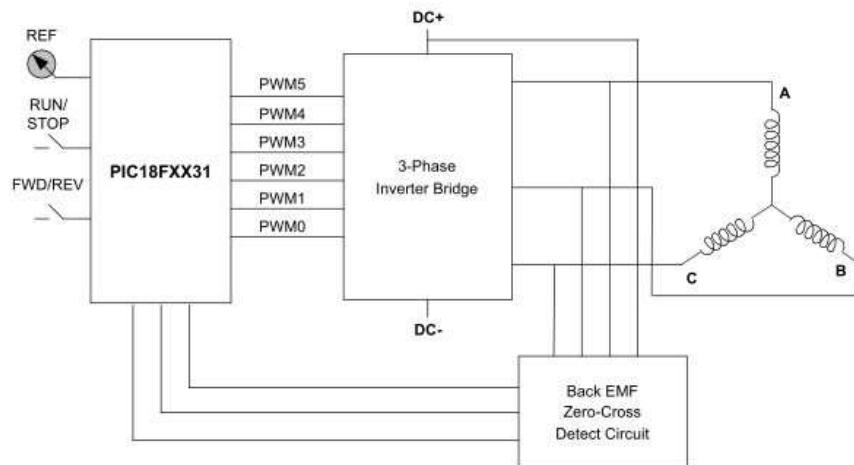 DC+
REF
RUN/
STOP
FWD/REV
PIC18FXX31
PWM5
PWM4
PWM3
PWM2
PWM1
PWM0
3-Phase
Inverter Bridge
DC-
A
B
C
Back EMF
Zero-Cross
Detect Circuit